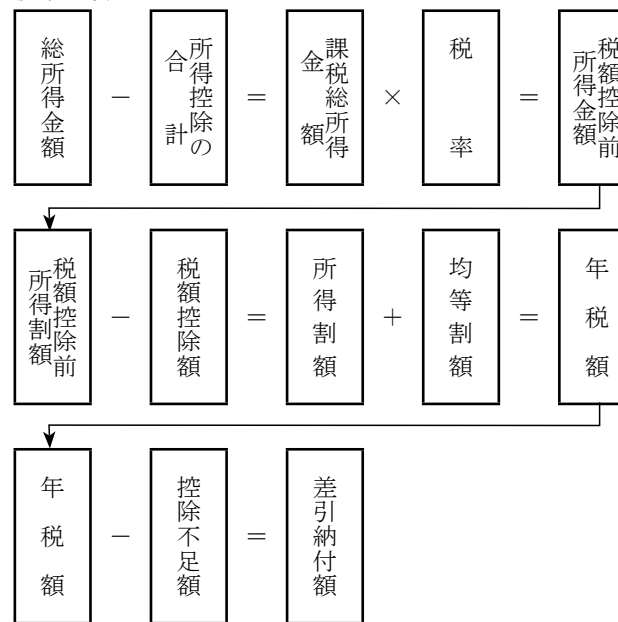 総所得金額
－
所得控除の
合計
＝
課税総所得
金額
×
税率
＝
税額控除前
所得金額
税額控除前
所得割額
－
税額控除額
＝
所得割額
＋
均等割額
＝
年税額
年税額
－
控除不足額
＝
差引納付額